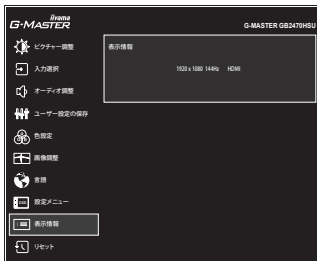 iiyama
G-MASTER
G-MASTER GB2470HSU
ピクチャー調整
表示情報
1920 x 1080 144Hz HDMI
入力選択
オーディオ調整
ユーザー設定の保存
色設定
画像調整
言語
OSD
設定メニュー
表示情報
リセット